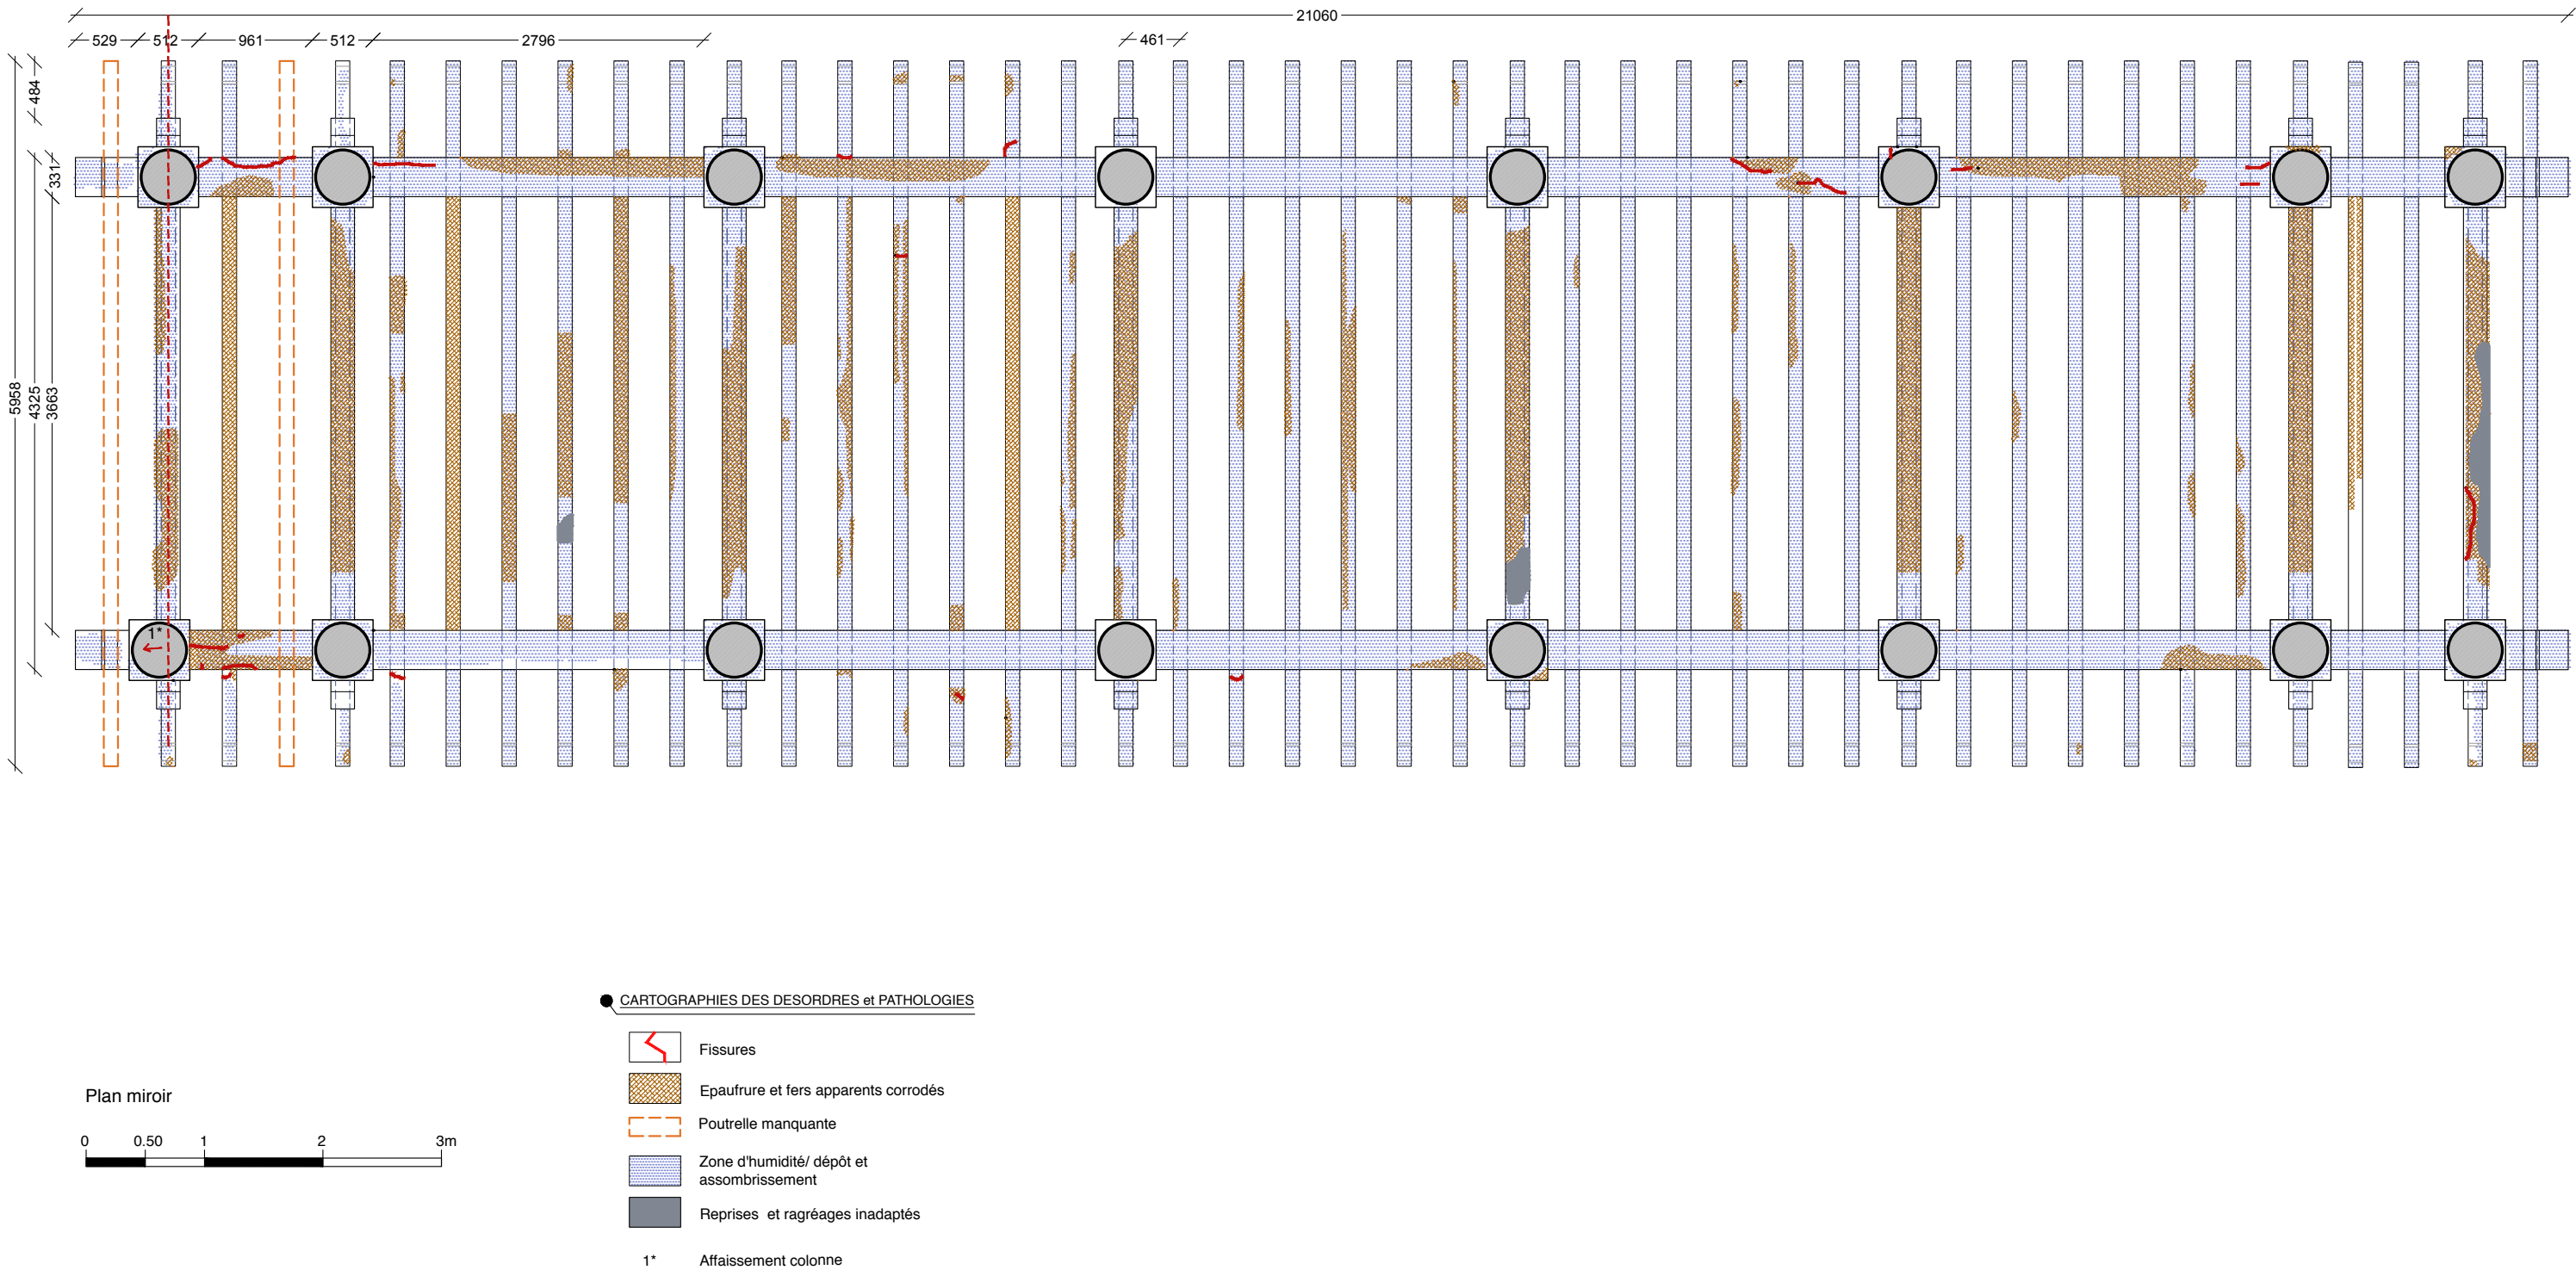 21060
529
512
961
512
2796
461
484
331
5958
4325
3663
1*
CARTOGRAPHIES DES DESORDRES et PATHOLOGIES
Fissures
Epaufrure et fers apparents corrodés
Poutrelle manquante
Zone d'humidité/ dépôt et
assombrissement
Reprises et ragréages inadaptés
1* Affaissement colonne
Plan miroir
0 0.50 1 2 3m